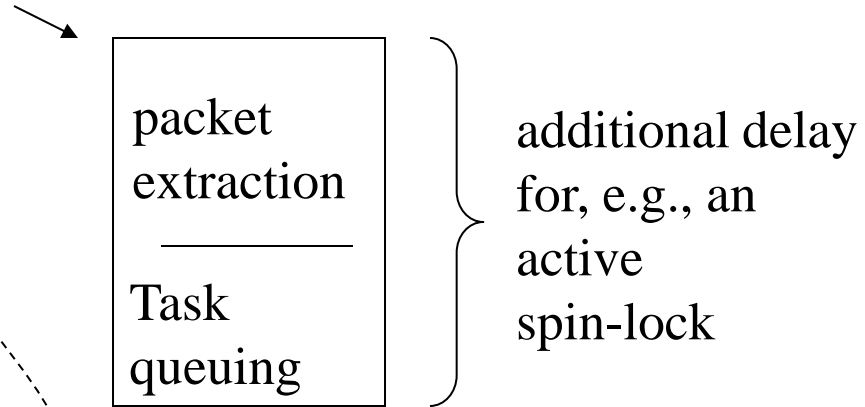 packet
extraction
Task
queuing
additional delay
for, e.g., an
active
spin-lock